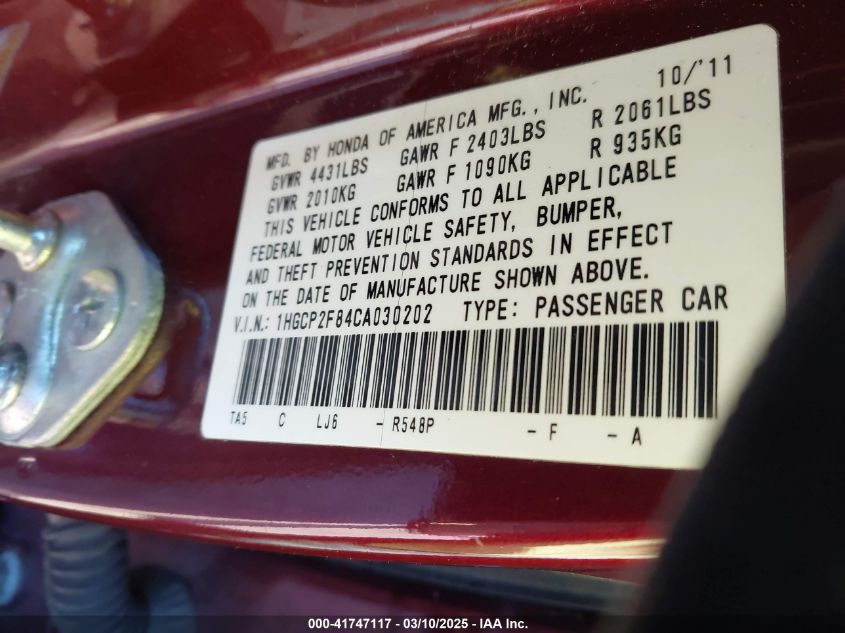 MFD. BY HONDA OF AMERICA MFG., INC. 10/'11
GVWR 4431LBS GAWR F 2403LBS R 2061LBS
GVWR 2010KG GAWR F 1090KG R 935KG
THIS VEHICLE CONFORMS TO ALL APPLICABLE
FEDERAL MOTOR VEHICLE SAFETY, BUMPER,
AND THEFT PREVENTION STANDARDS IN EFFECT
ON THE DATE OF MANUFACTURE SHOWN ABOVE.
V.I.N.: 1HGCP2F84CA030202 TYPE: PASSENGER CAR
TA5 C LJ6 - R548P - F - A
000-41747117 - 03/10/2025 - IAA Inc.